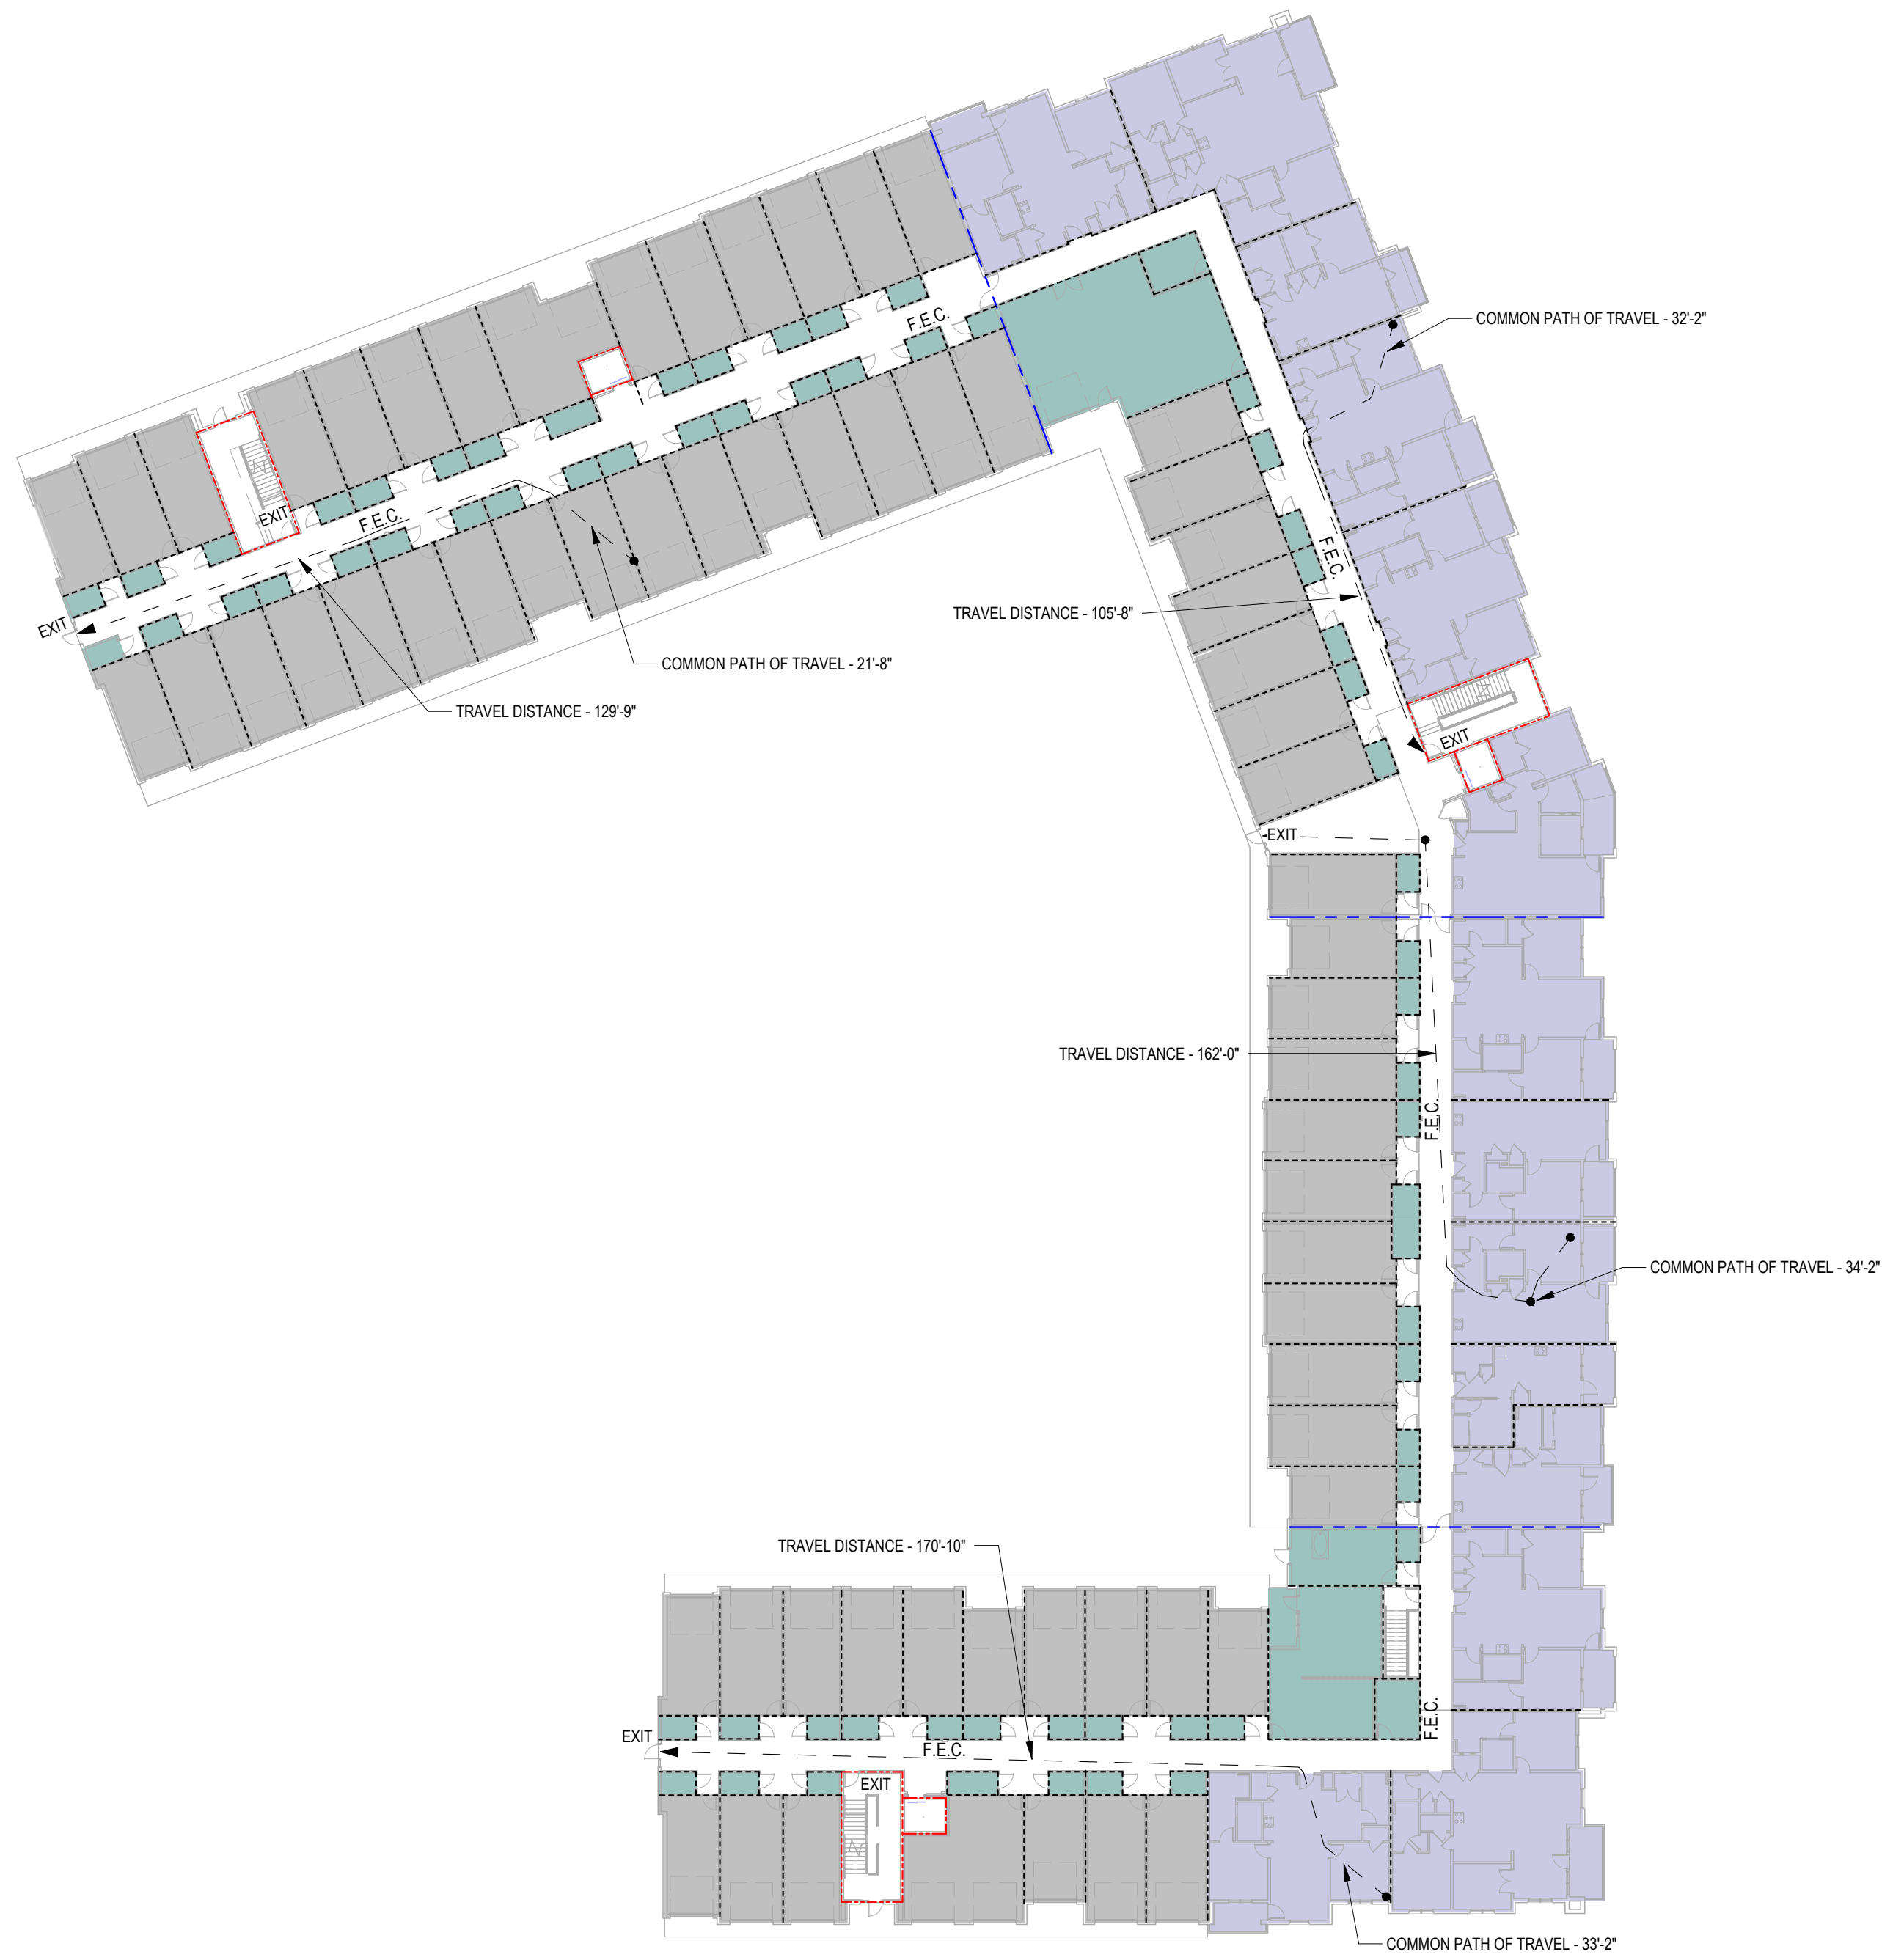 COMMON PATH OF TRAVEL - 32'-2"
F.E.C.
EXIT
F.E.C.
F.E.C.
TRAVEL DISTANCE - 105'-8"
EXIT
COMMON PATH OF TRAVEL - 21'-8"
TRAVEL DISTANCE - 129'-9"
EXIT
EXIT
TRAVEL DISTANCE - 162'-0"
F.E.C.
COMMON PATH OF TRAVEL - 34'-2"
TRAVEL DISTANCE - 170'-10"
F.E.C.
EXIT
F.E.C.
EXIT
COMMON PATH OF TRAVEL - 33'-2"